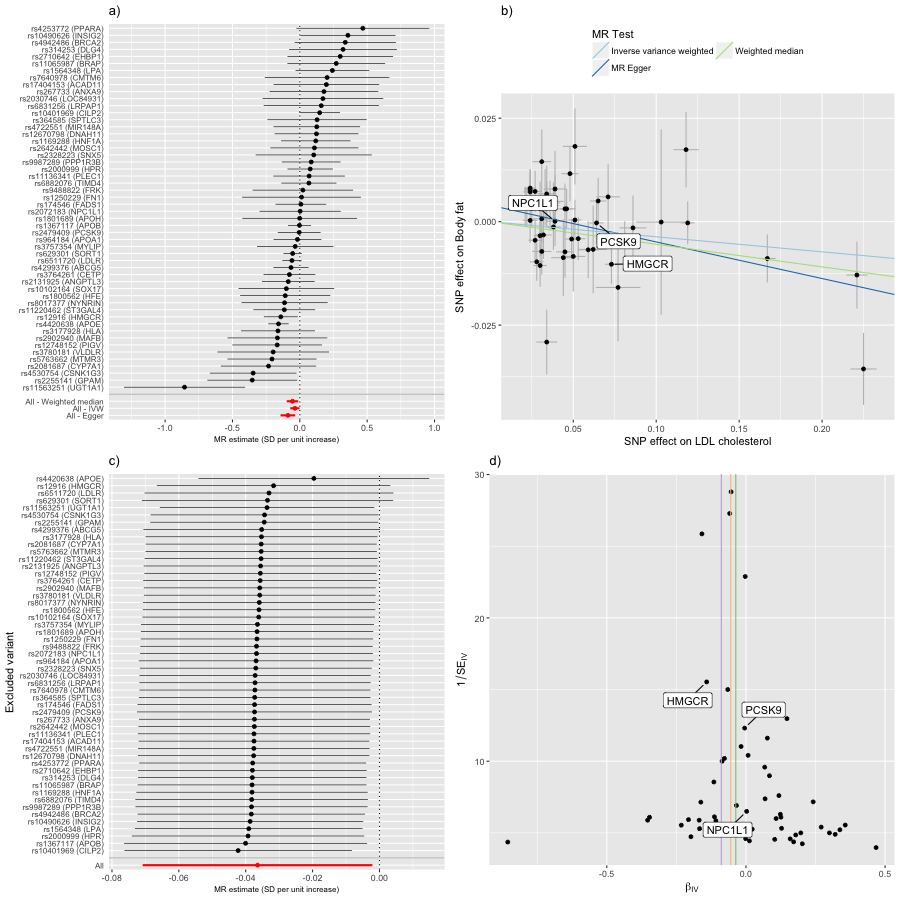 a)
rs4253772 (PPARA)
rs10490626 (INSIG2)
rs4942486 (BRCA2)
rs314253 (DLG4)
rs2710642 (EHBP1)
rs11065987 (BRAP)
rs1564348 (LPA)
rs7640978 (CMTM6)
rs17404153 (ACAD11)
rs267733 (ANXA9)
rs2030746 (LOC84931)
rs6831256 (LRPAP1)
rs10401969 (CILP2)
rs364585 (SPTLC3)
rs4722551 (MIR148A)
rs12670798 (DNAH11)
rs1169288 (HNF1A)
rs2642442 (MOSC1)
rs2328223 (SNX5)
rs9987289 (PPP1R3B)
rs2000999 (HPR)
rs11136341 (PLEC1)
rs6882076 (TIMD4)
rs9488822 (FRK)
rs1250229 (FN1)
rs174546 (FADS1)
rs2072183 (NPC1L1)
rs1801689 (APOH)
rs1367117 (APOB)
rs2479409 (PCSK9)
rs964184 (APOA1)
rs3757354 (MYLIP)
rs629301 (SORT1)
rs6511720 (LDLR)
rs4299376 (ABCG5)
rs3764261 (CETP)
rs2131925 (ANGPTL3)
rs10102164 (SOX17)
rs1800562 (HFE)
rs8017377 (NYNRIN)
rs11220462 (ST3GAL4)
rs12916 (HMGCR)
rs4420638 (APOE)
rs3177928 (HLA)
rs2902940 (MAFB)
rs12748152 (PIGV)
rs3780181 (VLDLR)
rs5763662 (MTMR3)
rs2081687 (CYP7A1)
rs4530754 (CSNK1G3)
rs2255141 (GPAM)
rs11563251 (UGT1A1)
All - Weighted median
All - IVW
All - Egger
-1.0 -0.5 0.0 0.5 1.0
MR estimate (SD per unit increase)
b)
MR Test
Inverse variance weighted Weighted median
MR Egger
SNP effect on Body fat
0.025
0.000
-0.025
NPC1L1
PCSK9
HMGCR
0.05 0.10 0.15 0.20
SNP effect on LDL cholesterol
c)
Excluded variant
rs4420638 (APOE)
rs12916 (HMGCR)
rs6511720 (LDLR)
rs629301 (SORT1)
rs11563251 (UGT1A1)
rs4530754 (CSNK1G3)
rs2255141 (GPAM)
rs4299376 (ABCG5)
rs3177928 (HLA)
rs2081687 (CYP7A1)
rs5763662 (MTMR3)
rs11220462 (ST3GAL4)
rs2131925 (ANGPTL3)
rs12748152 (PIGV)
rs3764261 (CETP)
rs2902940 (MAFB)
rs3780181 (VLDLR)
rs8017377 (NYNRIN)
rs1800562 (HFE)
rs10102164 (SOX17)
rs3757354 (MYLIP)
rs1801689 (APOH)
rs1250229 (FN1)
rs9488822 (FRK)
rs2072183 (NPC1L1)
rs964184 (APOA1)
rs2328223 (SNX5)
rs2030746 (LOC84931)
rs6831256 (LRPAP1)
rs7640978 (CMTM6)
rs364585 (SPTLC3)
rs174546 (FADS1)
rs2479409 (PCSK9)
rs267733 (ANXA9)
rs2642442 (MOSC1)
rs11136341 (PLEC1)
rs17404153 (ACAD11)
rs4722551 (MIR148A)
rs12670798 (DNAH11)
rs4253772 (PPARA)
rs2710642 (EHBP1)
rs314253 (DLG4)
rs11065987 (BRAP)
rs1169288 (HNF1A)
rs6882076 (TIMD4)
rs9987289 (PPP1R3B)
rs4942486 (BRCA2)
rs10490626 (INSIG2)
rs1564348 (LPA)
rs2000999 (HPR)
rs1367117 (APOB)
rs10401969 (CILP2)
All
-0.08 -0.06 -0.04 -0.02 0.00
MR estimate (SD per unit increase)
d)
1/SE_IV
30
20
10
HMGCR
PCSK9
NPC1L1
-0.5 0.0 0.5
β_IV